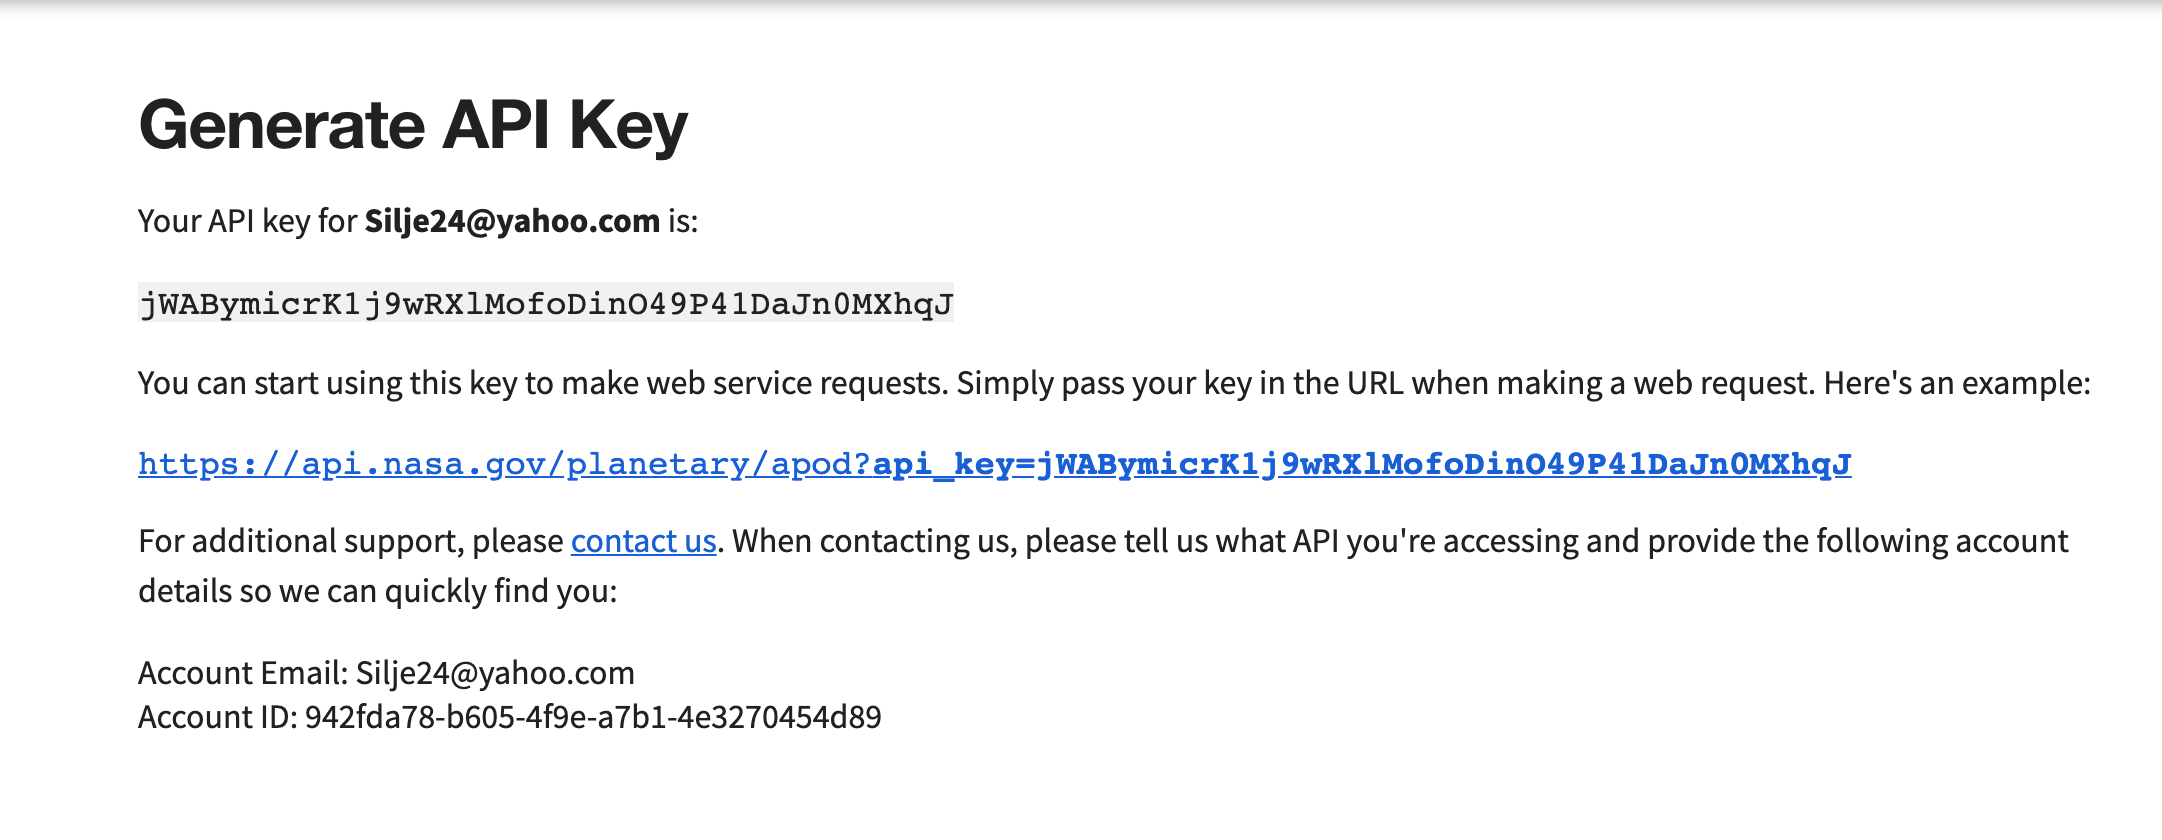 Generate API Key
Your API key for Silje24@yahoo.com is:
jWABymicrK1j9wRXlMofoDinO49P41DaJn0MXhqJ
You can start using this key to make web service requests. Simply pass your key in the URL when making a web request. Here's an example:
https://api.nasa.gov/planetary/apod?api_key=jWABymicrK1j9wRXlMofoDinO49P41DaJn0MXhqJ
For additional support, please contact us. When contacting us, please tell us what API you're accessing and provide the following account
details so we can quickly find you:
Account Email: Silje24@yahoo.com
Account ID: 942fda78-b605-4f9e-a7b1-4e3270454d89